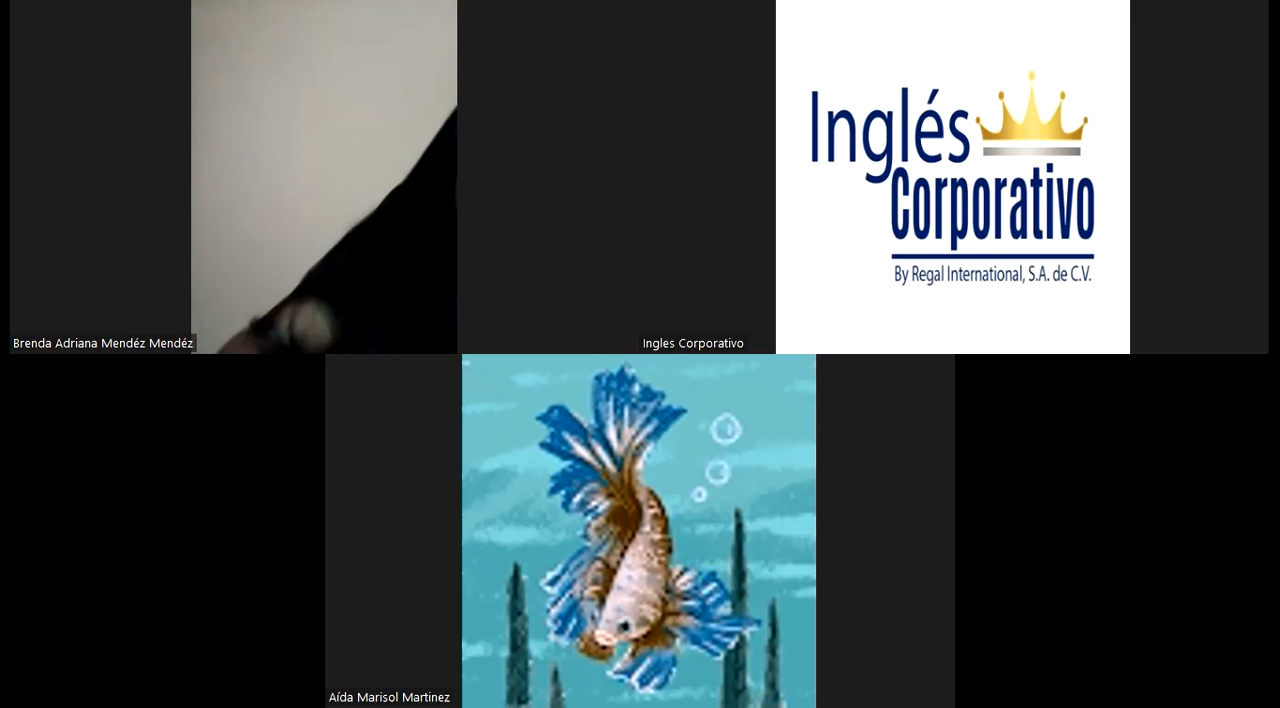 Inglés
Corporativo
By Regal International, S.A. de C.V.
Brenda Adriana Mendéz Mendéz
Ingles Corporativo
Aída Marisol Martinez